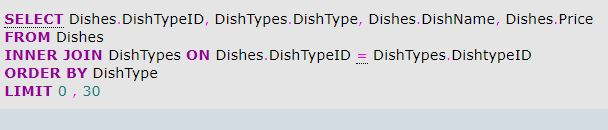 SELECT Dishes.DishTypeID, DishTypes.DishType, Dishes.DishName, Dishes.Price
FROM Dishes
INNER JOIN DishTypes ON Dishes.DishTypeID = DishTypes.DishtypeID
ORDER BY DishType
LIMIT 0 , 30